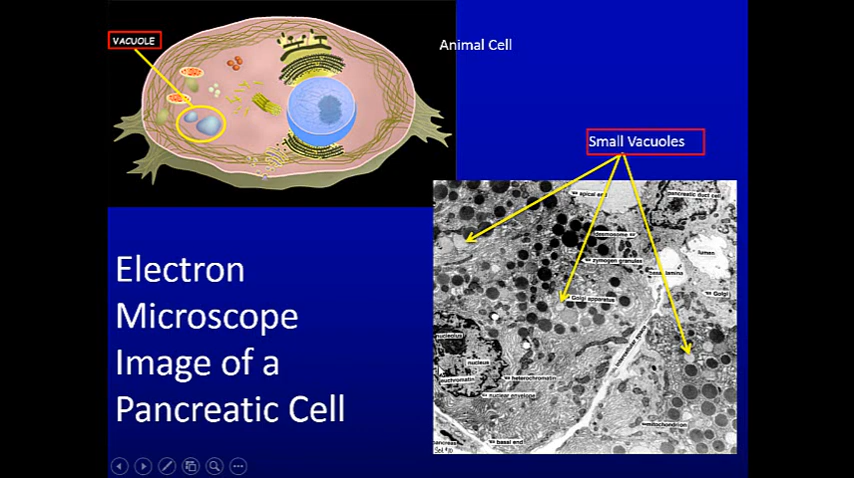 VACUOLE
Animal Cell
Small Vacuoles
Electron
Microscope
Image of a
Pancreatic Cell
apical end
pancreatic duct cell
desmosome
zymogen granules
lumen
basal lamina
Golgi
Golgi apparatus
nucleolus
nucleus
euchromatin
heterochromatin
nuclear envelope
mitochondrion
basal end
pancreas